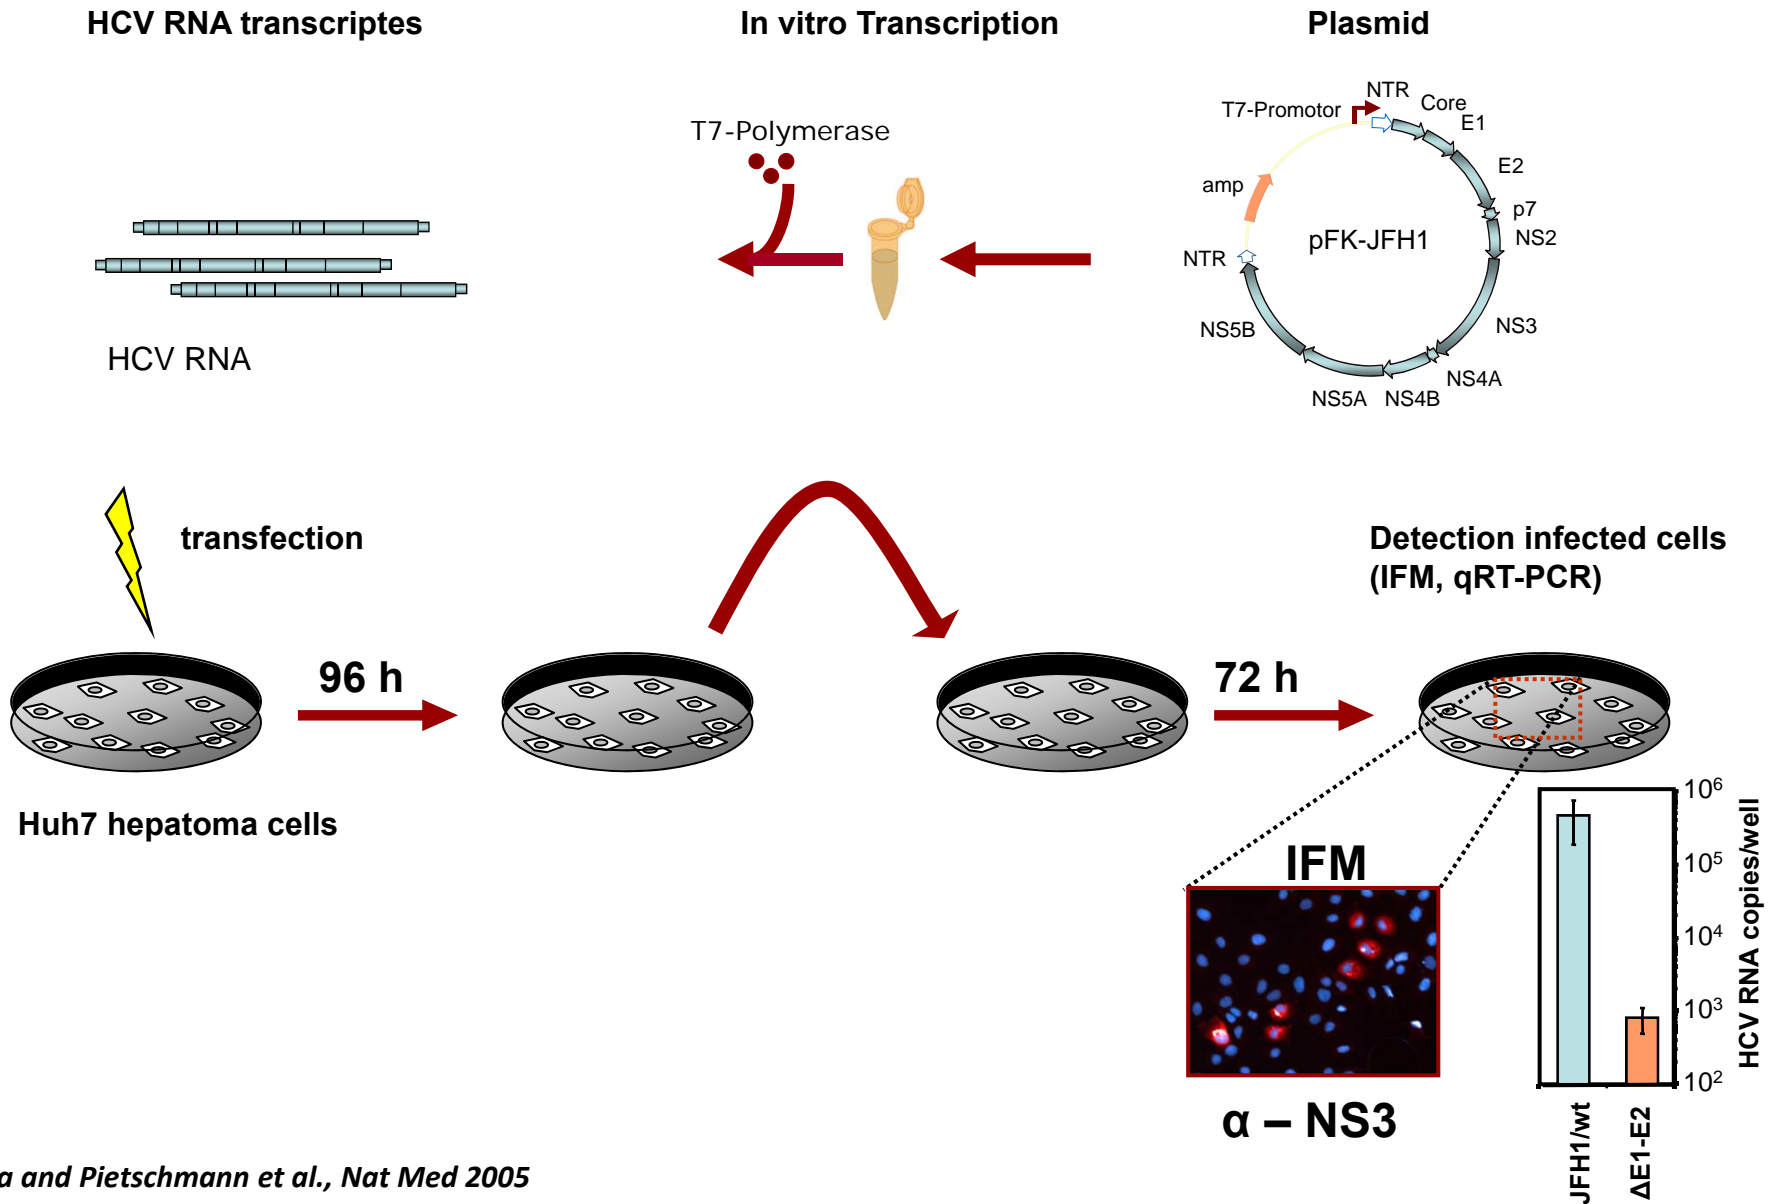 HCV RNA transcriptes
In vitro Transcription
Plasmid
T7-Polymerase
T7-Promotor
NTR
Core
E1
E2
p7
NS2
NS3
NS4A
NS4B
NS5A
NS5B
NTR
amp
pFK-JFH1
HCV RNA
transfection
Detection infected cells
(IFM, qRT-PCR)
96 h
72 h
Huh7 hepatoma cells
IFM
α – NS3
10⁶
10⁵
10⁴
10³
10²
HCV RNA copies/well
JFH1/wt
ΔE1-E2
a and Pietschmann et al., Nat Med 2005